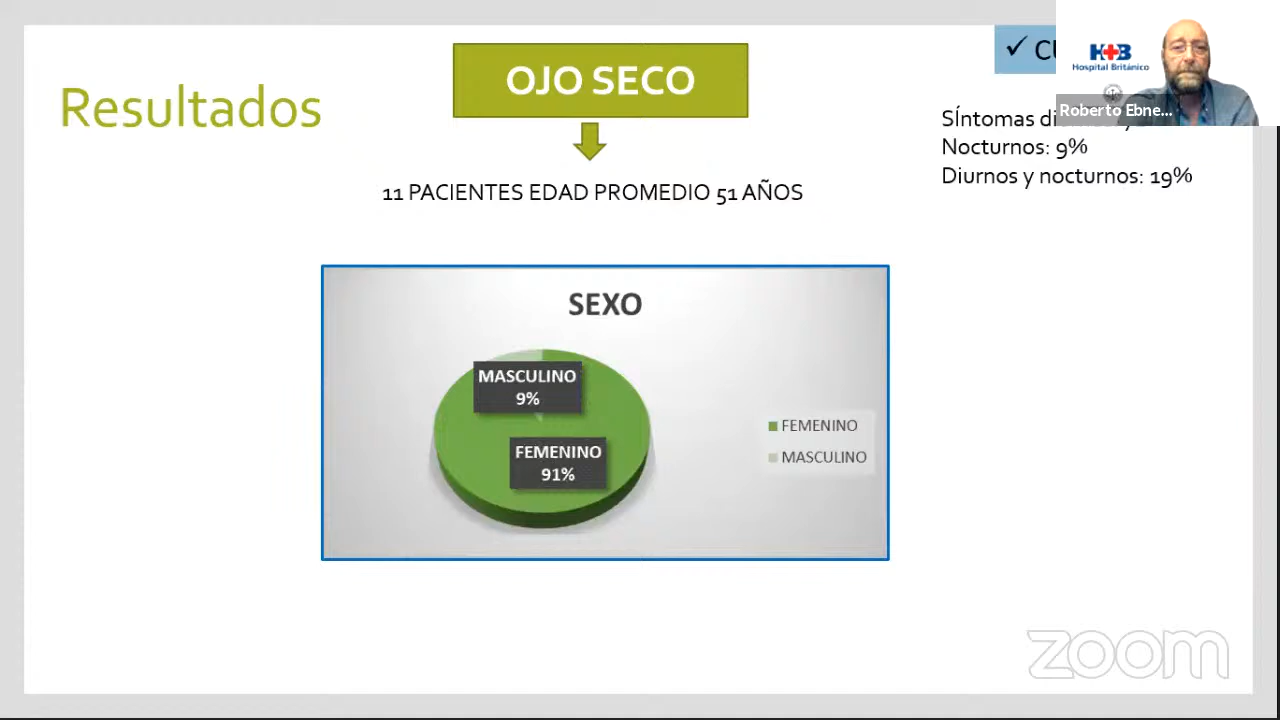 Resultados
OJO SECO
11 PACIENTES EDAD PROMEDIO 51 AÑOS
✓
H+B
Hospital Británico
Roberto Ebne...
SÍntomas
Nocturnos: 9%
Diurnos y nocturnos: 19%
SEXO
MASCULINO
9%
FEMENINO
91%
FEMENINO
MASCULINO
zoom